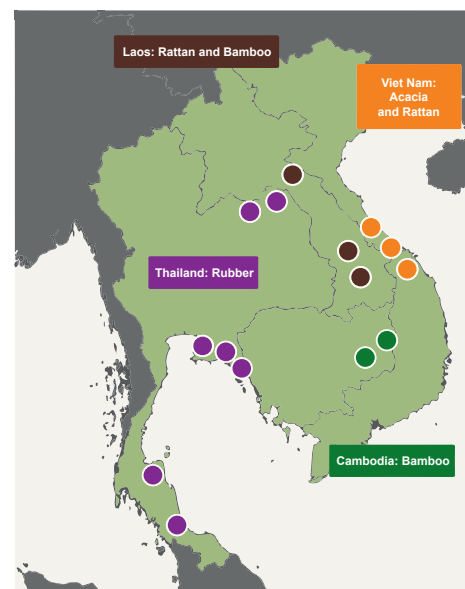 Laos: Rattan and Bamboo
Viet Nam:
Acacia
and Rattan
Thailand: Rubber
Cambodia: Bamboo